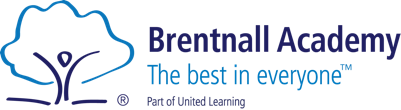 Brentnall Academy
The best in everyone™
Part of United Learning
®